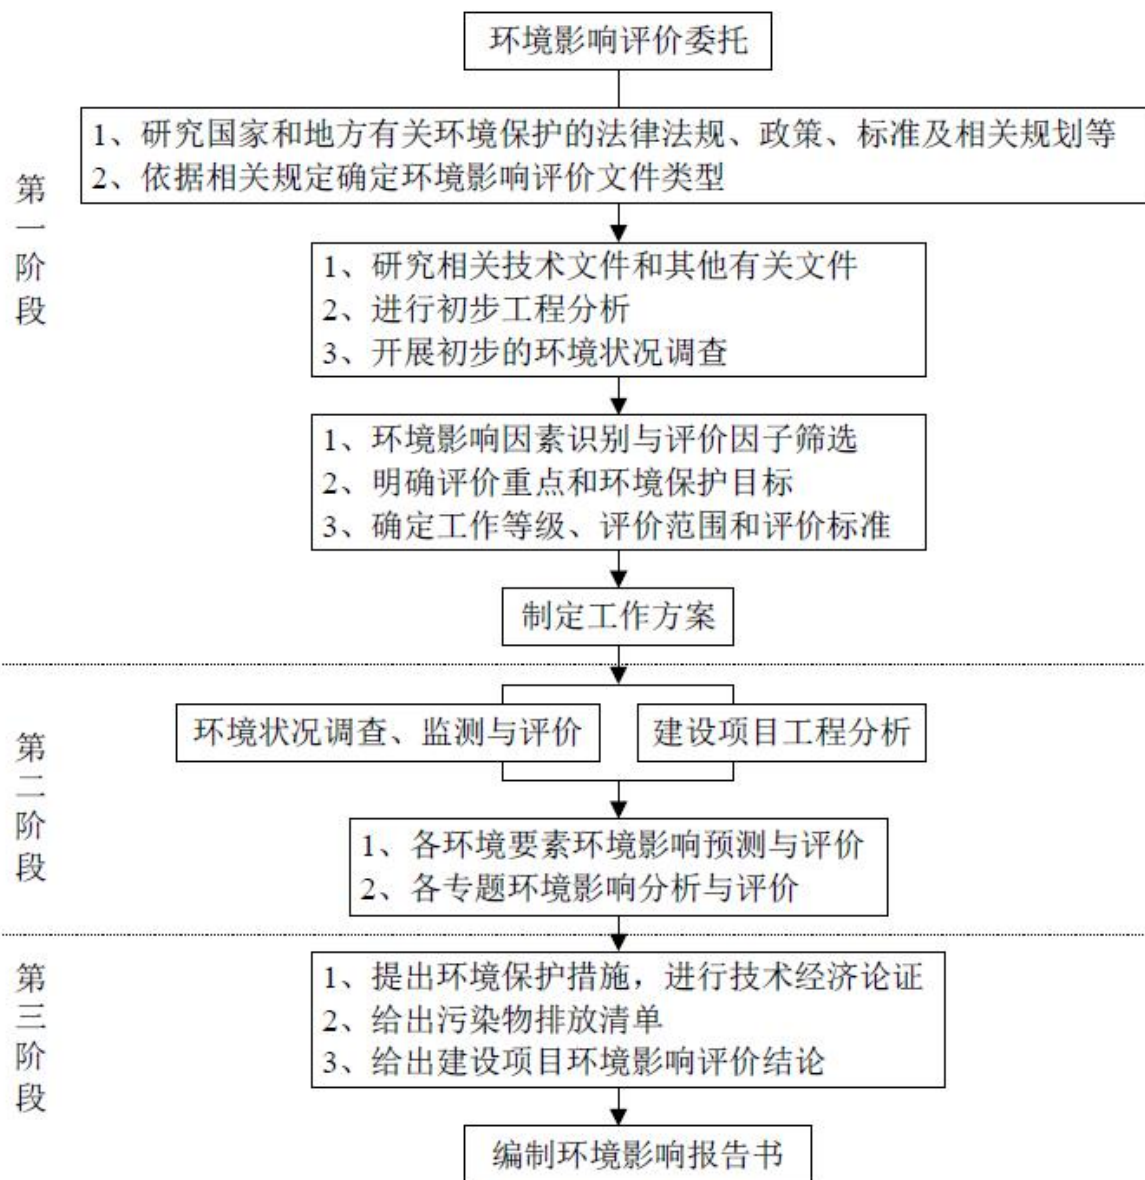 环境影响评价委托
第一阶段
1、研究国家和地方有关环境保护的法律法规、政策、标准及相关规划等
2、依据相关规定确定环境影响评价文件类型
1、研究相关技术文件和其他有关文件
2、进行初步工程分析
3、开展初步的环境状况调查
1、环境影响因素识别与评价因子筛选
2、明确评价重点和环境保护目标
3、确定工作等级、评价范围和评价标准
制定工作方案
第二阶段
环境状况调查、监测与评价
建设项目工程分析
1、各环境要素环境影响预测与评价
2、各专题环境影响分析与评价
第三阶段
1、提出环境保护措施，进行技术经济论证
2、给出污染物排放清单
3、给出建设项目环境影响评价结论
编制环境影响报告书